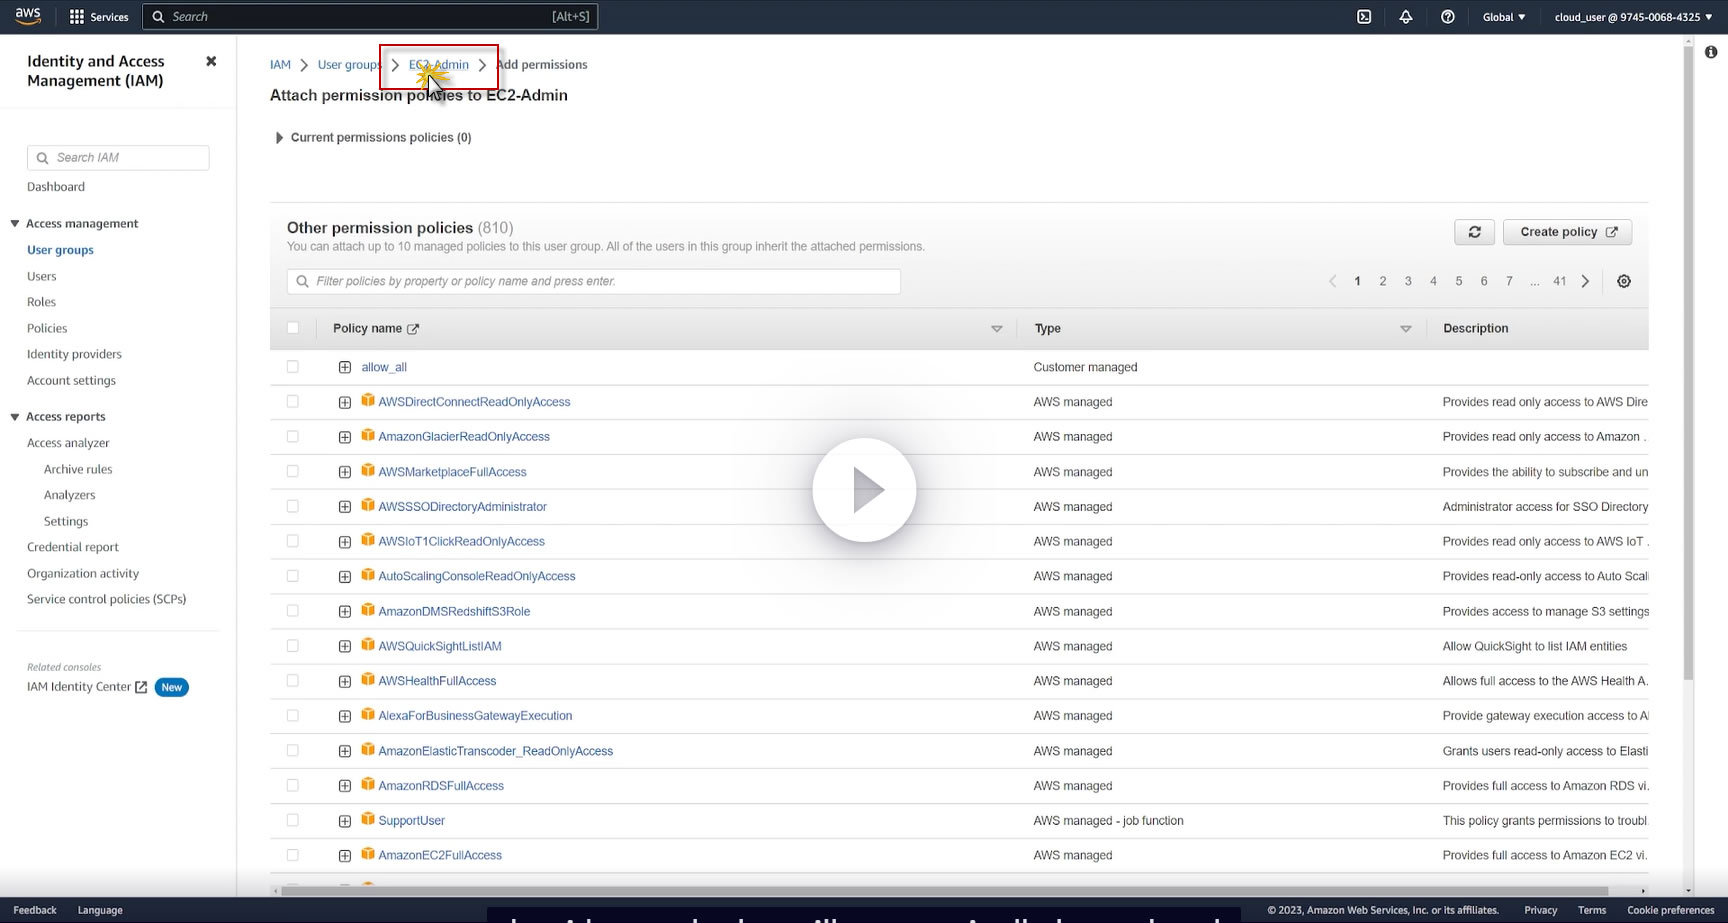 aws
Services
Search
[Alt+S]
Global
cloud_user @ 9745-0068-4325
Identity and Access
Management (IAM)
Search IAM
Dashboard
Access management
User groups
Users
Roles
Policies
Identity providers
Account settings
Access reports
Access analyzer
Archive rules
Analyzers
Settings
Credential report
Organization activity
Service control policies (SCPs)
Related consoles
IAM Identity Center New
IAM > User groups > EC2-Admin > Add permissions
Attach permission policies to EC2-Admin
Current permissions policies (0)
Other permission policies (810)
You can attach up to 10 managed policies to this user group. All of the users in this group inherit the attached permissions.
Create policy
Filter policies by property or policy name and press enter.
1 2 3 4 5 6 7 ... 41
Policy name Type Description
allow_all Customer managed
AWSDirectConnectReadOnlyAccess AWS managed Provides read only access to AWS Dire
AmazonGlacierReadOnlyAccess AWS managed Provides read only access to Amazon ..
AWSMarketplaceFullAccess AWS managed Provides the ability to subscribe and un
AWSSSODirectoryAdministrator AWS managed Administrator access for SSO Directory
AWSIoT1ClickReadOnlyAccess AWS managed Provides read only access to AWS IoT .
AutoScalingConsoleReadOnlyAccess AWS managed Provides read-only access to Auto Scali
AmazonDMSRedshiftS3Role AWS managed Provides access to manage S3 settings
AWSQuickSightListIAM AWS managed Allow QuickSight to list IAM entities
AWSHealthFullAccess AWS managed Allows full access to the AWS Health A.
AlexaForBusinessGatewayExecution AWS managed Provide gateway execution access to Al
AmazonElasticTranscoder_ReadOnlyAccess AWS managed Grants users read-only access to Elasti
AmazonRDSFullAccess AWS managed Provides full access to Amazon RDS vi.
SupportUser AWS managed - job function This policy grants permissions to troubl
AmazonEC2FullAccess AWS managed Provides full access to Amazon EC2 vi.
Feedback
Language
© 2023, Amazon Web Services, Inc. or its affiliates.
Privacy
Terms
Cookie preferences